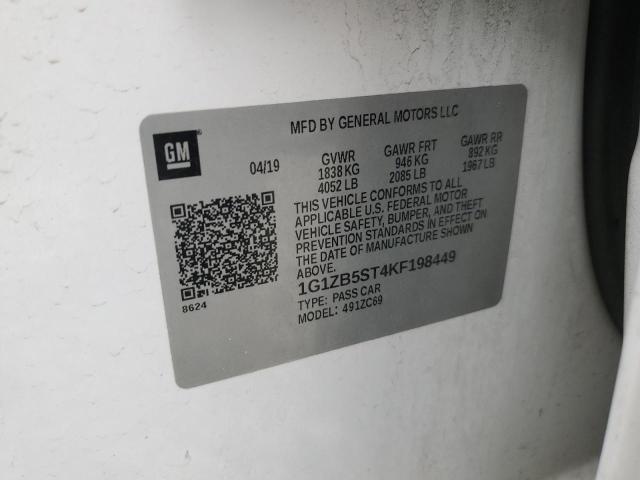 MFD BY GENERAL MOTORS LLC
GM
04/19 GVWR GAWR FRT GAWR RR
1838 KG 946 KG 892 KG
4052 LB 2085 LB 1967 LB
THIS VEHICLE CONFORMS TO ALL
APPLICABLE U.S. FEDERAL MOTOR
VEHICLE SAFETY, BUMPER, AND THEFT
PREVENTION STANDARDS IN EFFECT ON
THE DATE OF MANUFACTURE SHOWN
ABOVE.
1G1ZB5ST4KF198449
TYPE: PASS CAR
MODEL: 491ZC69
8624